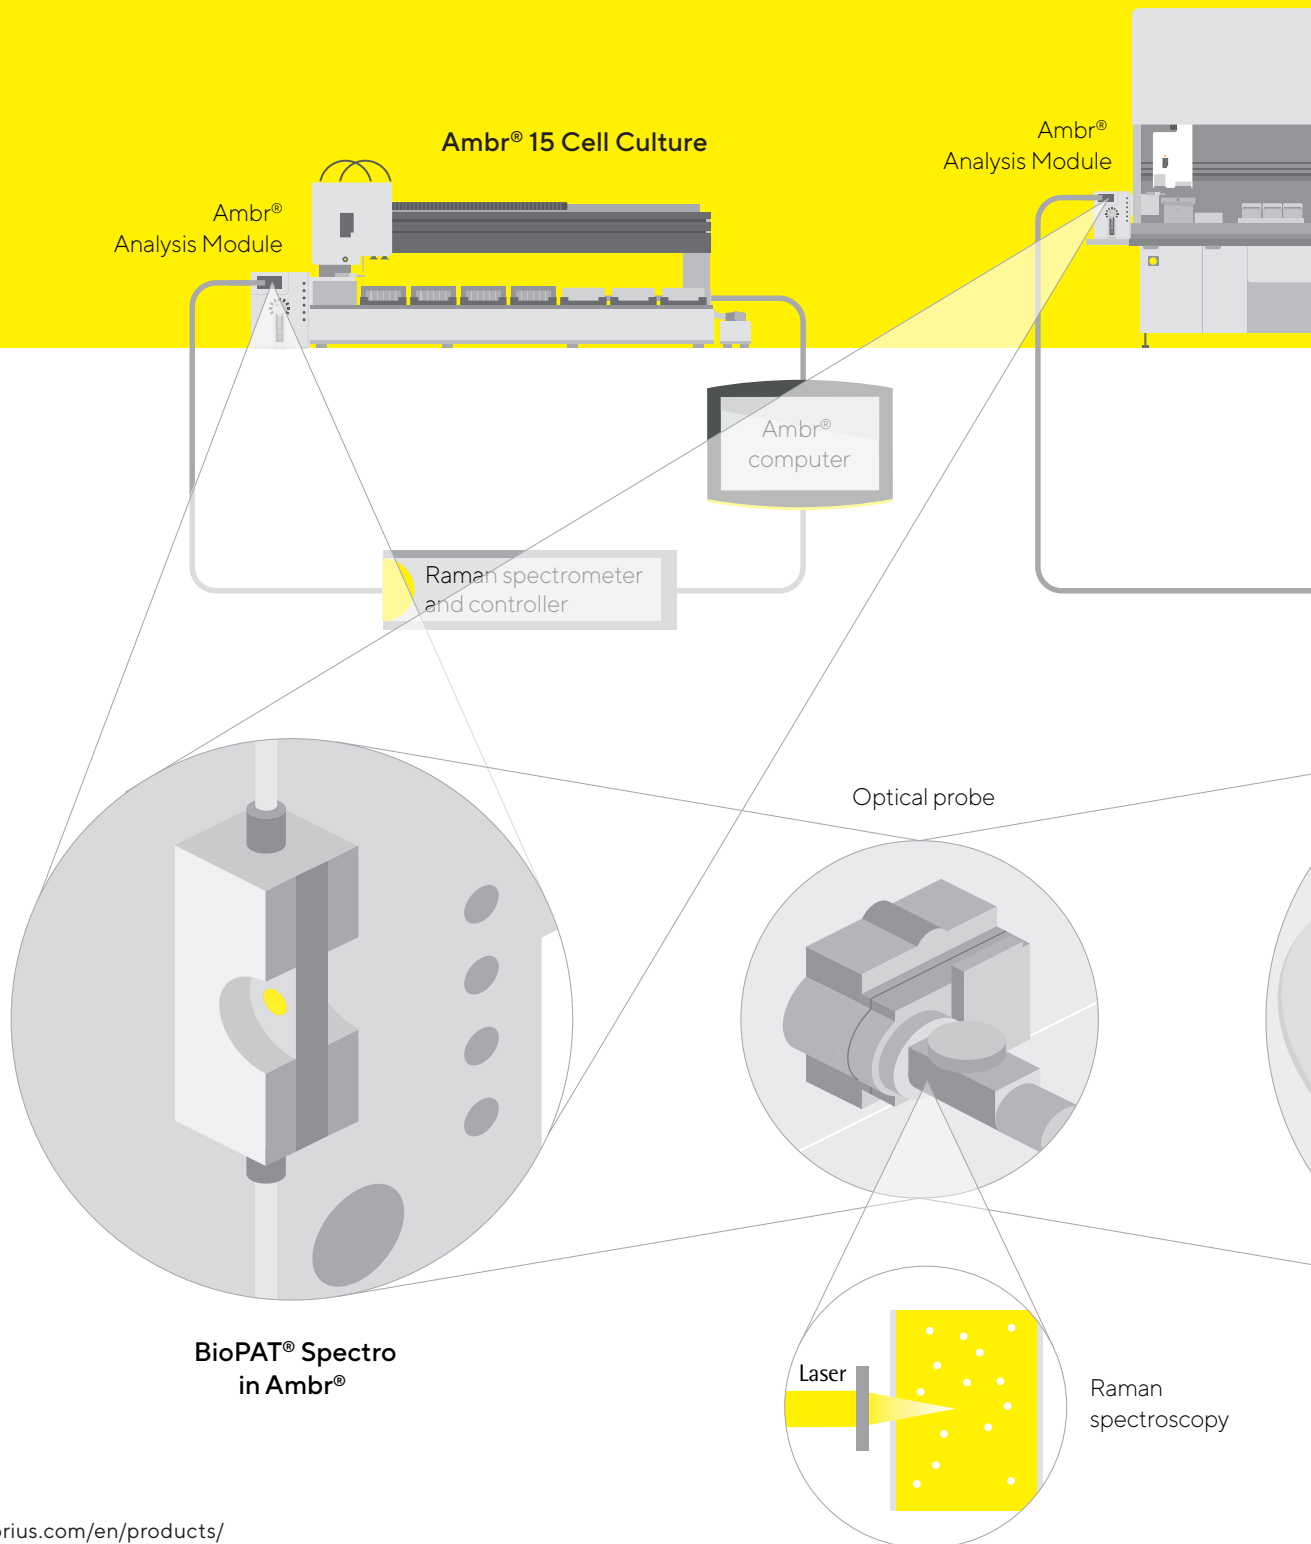 Ambr® 15 Cell Culture
Ambr®
Analysis Module
Ambr®
Analysis Module
Ambr®
computer
Raman spectrometer
and controller
Optical probe
BioPAT® Spectro
in Ambr®
Laser
Raman
spectroscopy
rius.com/en/products/